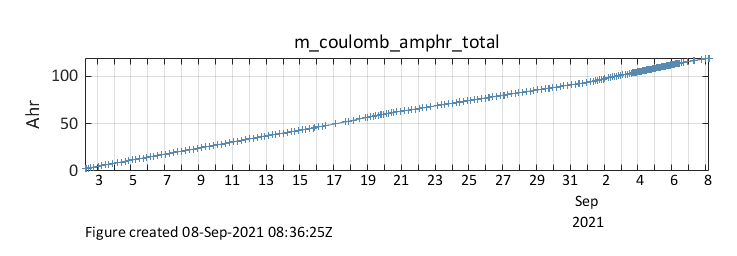 m_coulomb_amphr_total
Ahr
100
50
0
3 5 7 9 11 13 15 17 19 21 23 25 27 29 31 2 4 6 8
Sep
2021
Figure created 08-Sep-2021 08:36:25Z